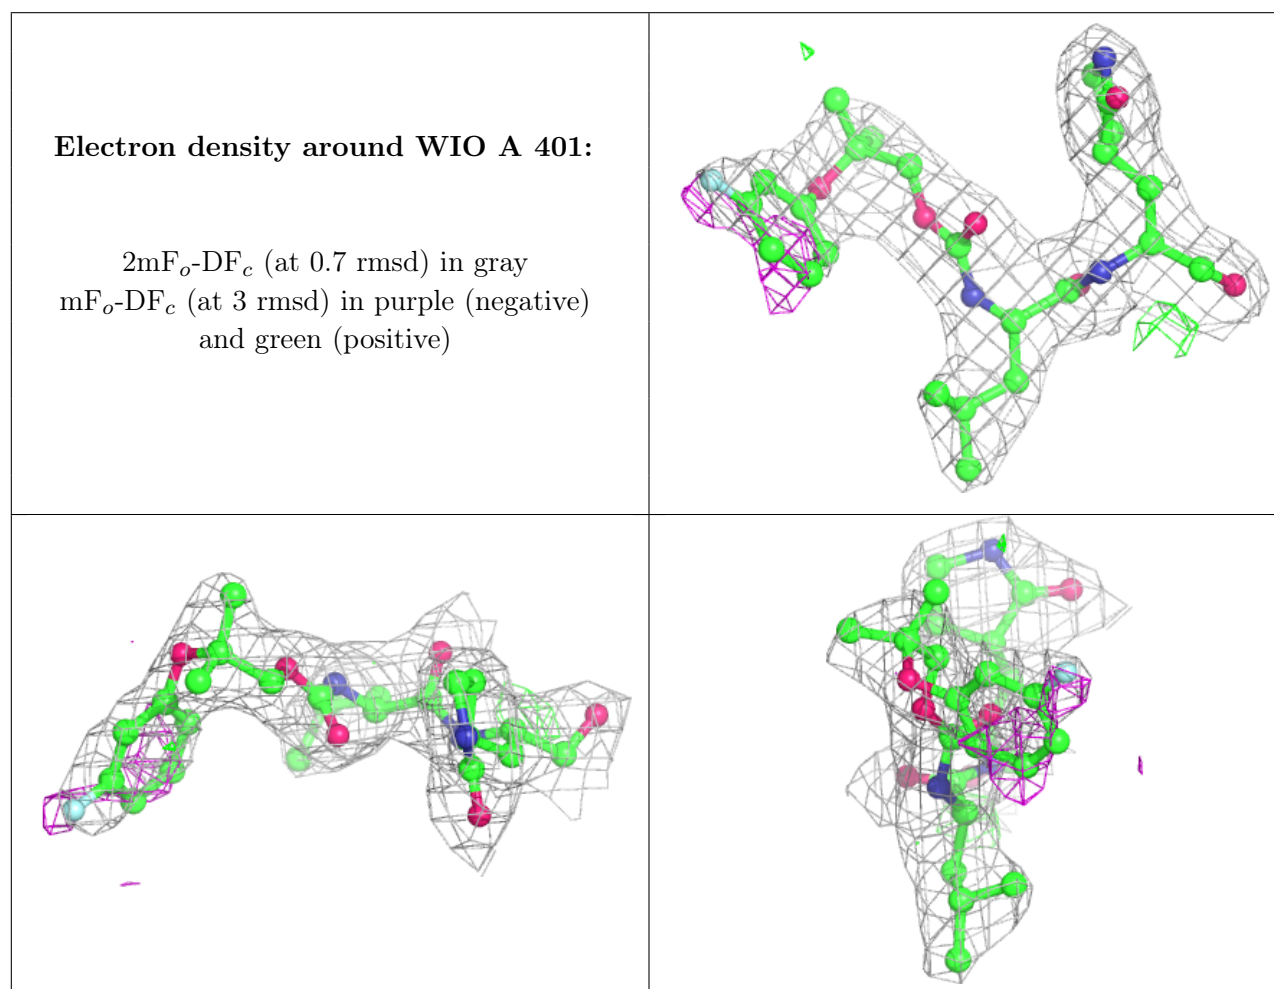 Electron density around WIO A 401:
2mFo-DFc (at 0.7 rmsd) in gray
mFo-DFc (at 3 rmsd) in purple (negative)
and green (positive)